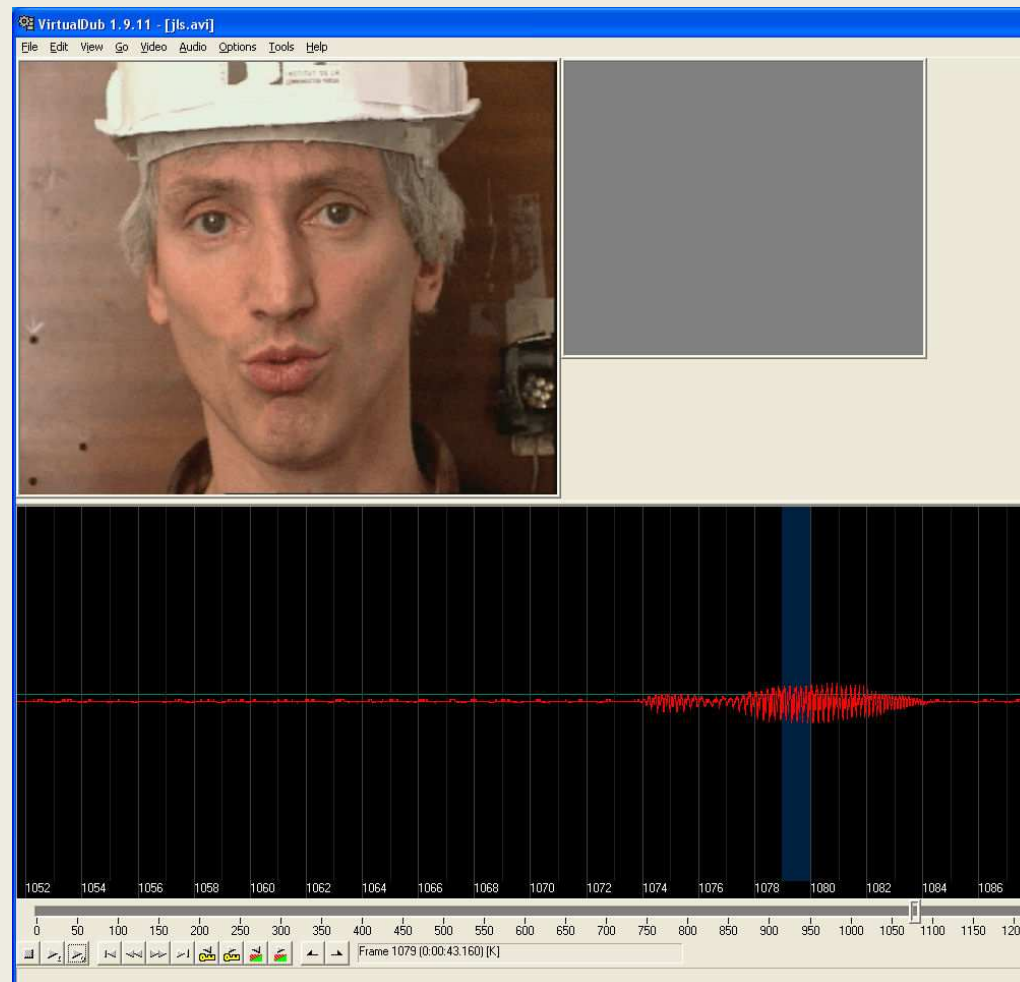 VirtualDub 1.9.11 - [jls.avi]
File Edit View Go Video Audio Options Tools Help
INSTITUT DE LA
1052 1054 1056 1058 1060 1062 1064 1066 1068 1070 1072 1074 1076 1078 1080 1082 1084 1086
0 50 100 150 200 250 300 350 400 450 500 550 600 650 700 750 800 850 900 950 1000 1050 1100 1150
Frame 1079 (0:00:43.160) [K]